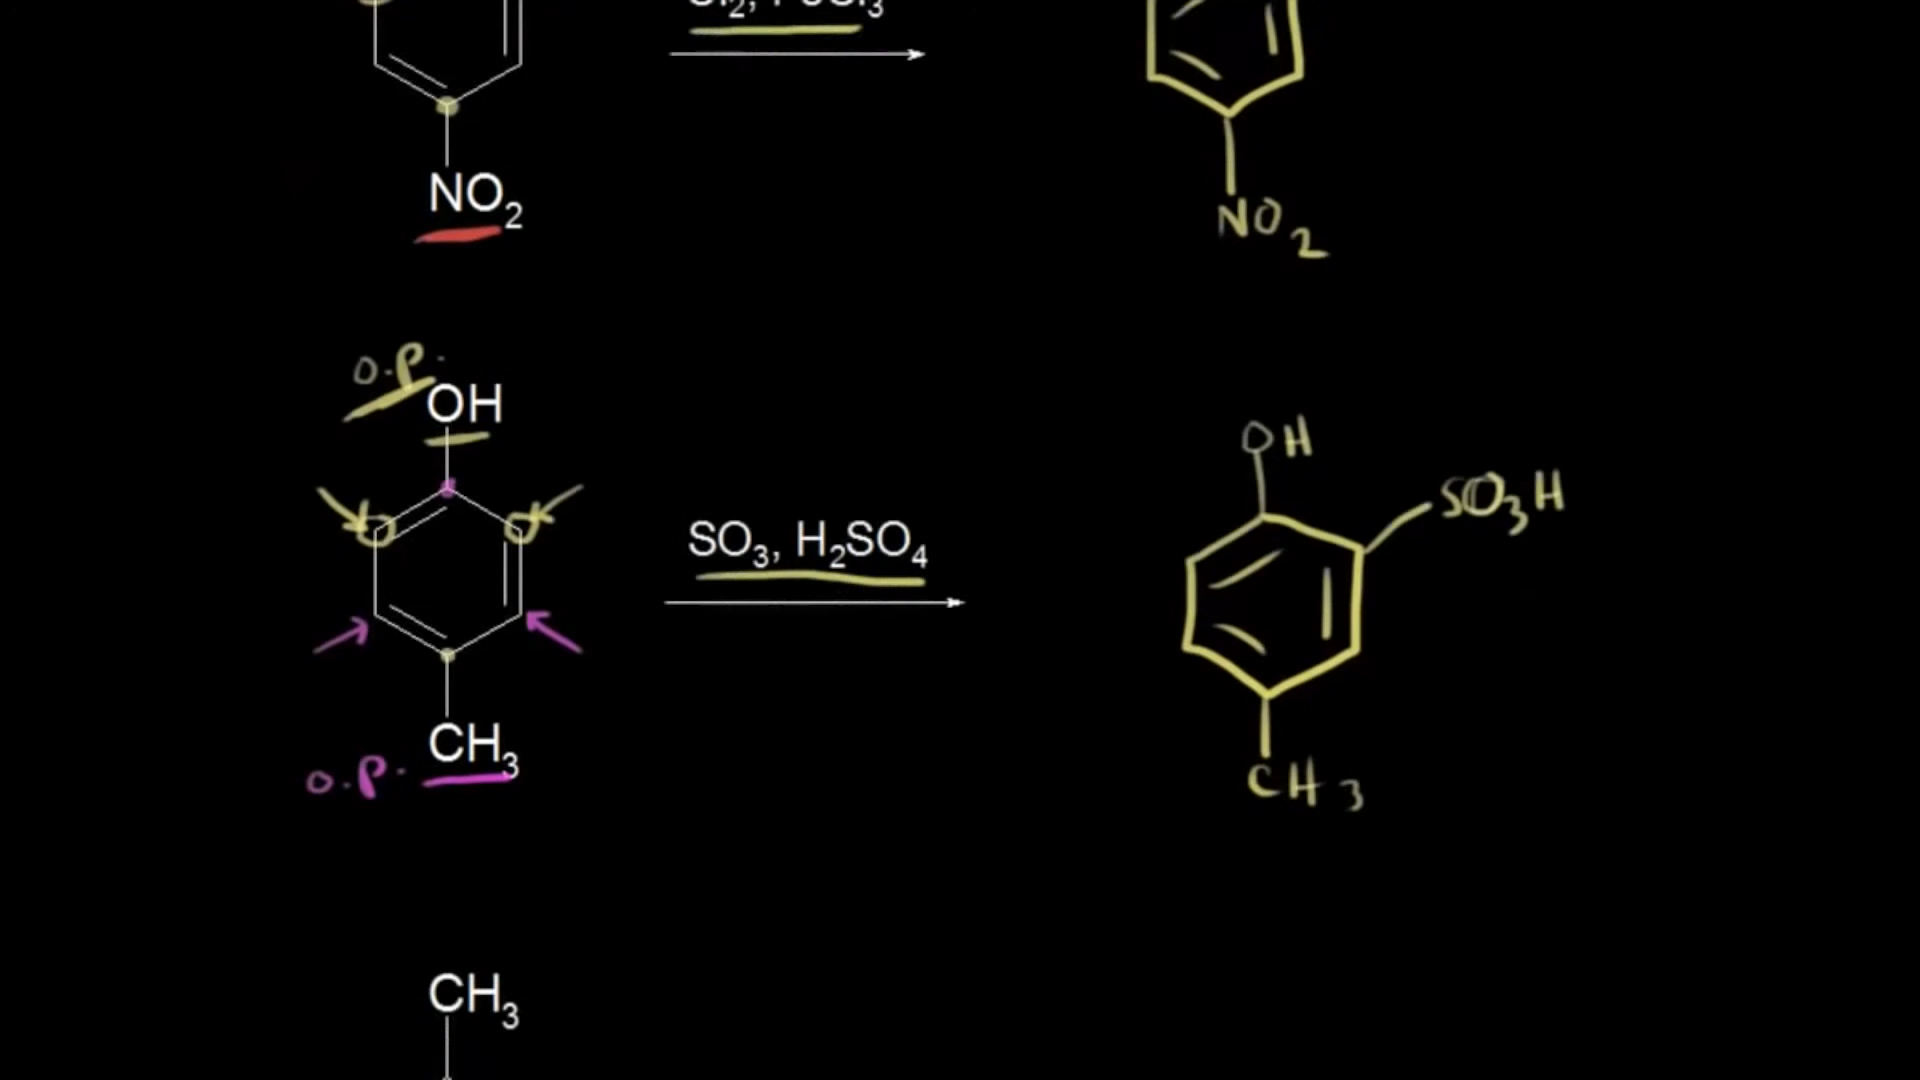 NO2
NO2
O.P.
OH
OH
SO3H
SO3, H2SO4
CH3
O.P.
CH3
CH3